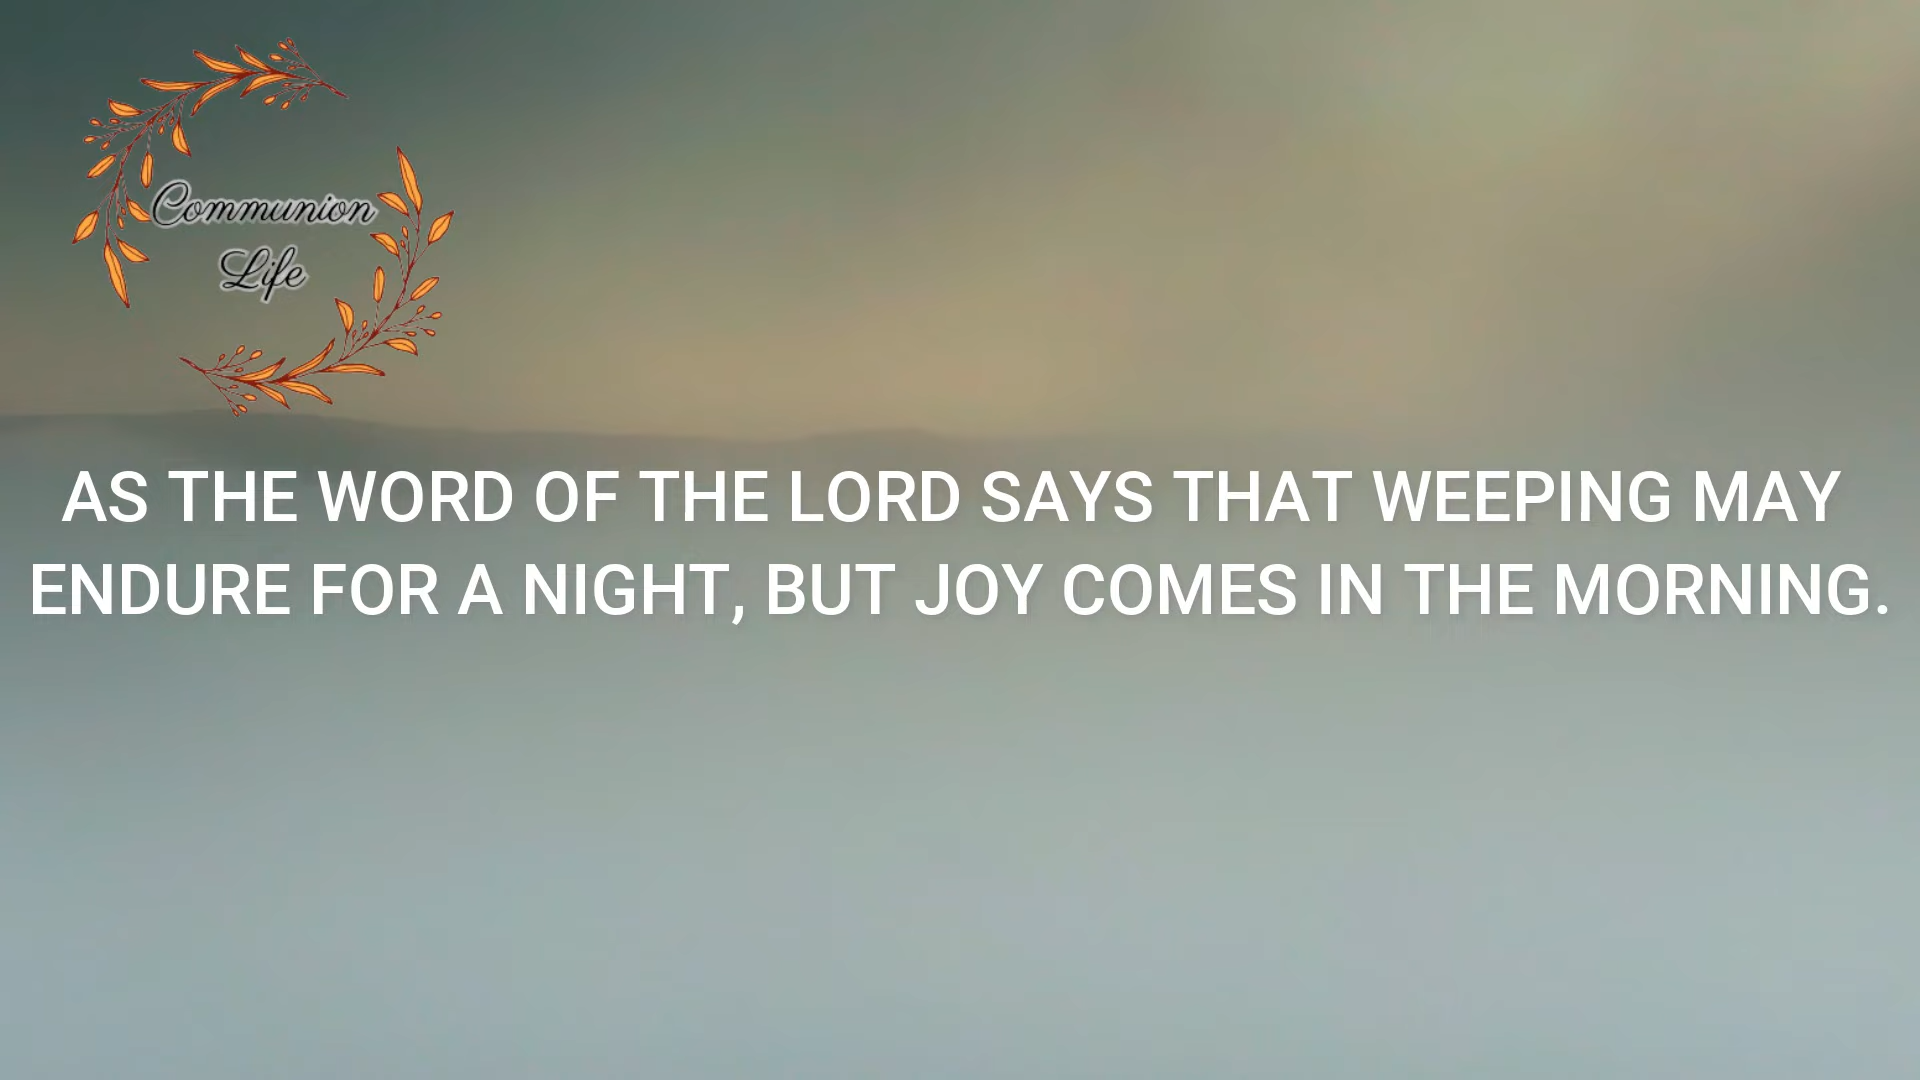 Communion
Life
AS THE WORD OF THE LORD SAYS THAT WEEPING MAY
ENDURE FOR A NIGHT, BUT JOY COMES IN THE MORNING.